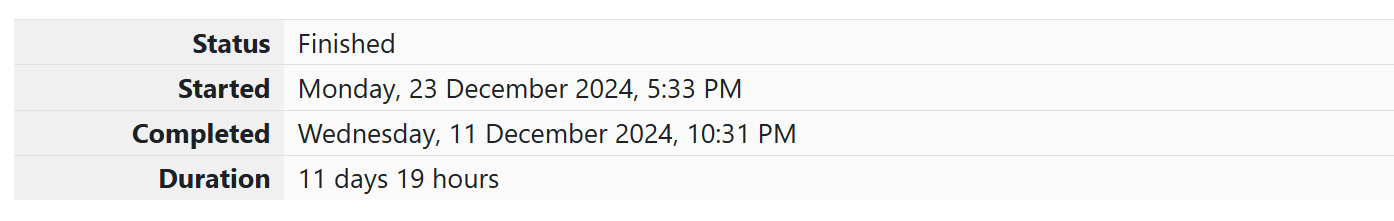 Status Finished
Started Monday, 23 December 2024, 5:33 PM
Completed Wednesday, 11 December 2024, 10:31 PM
Duration 11 days 19 hours